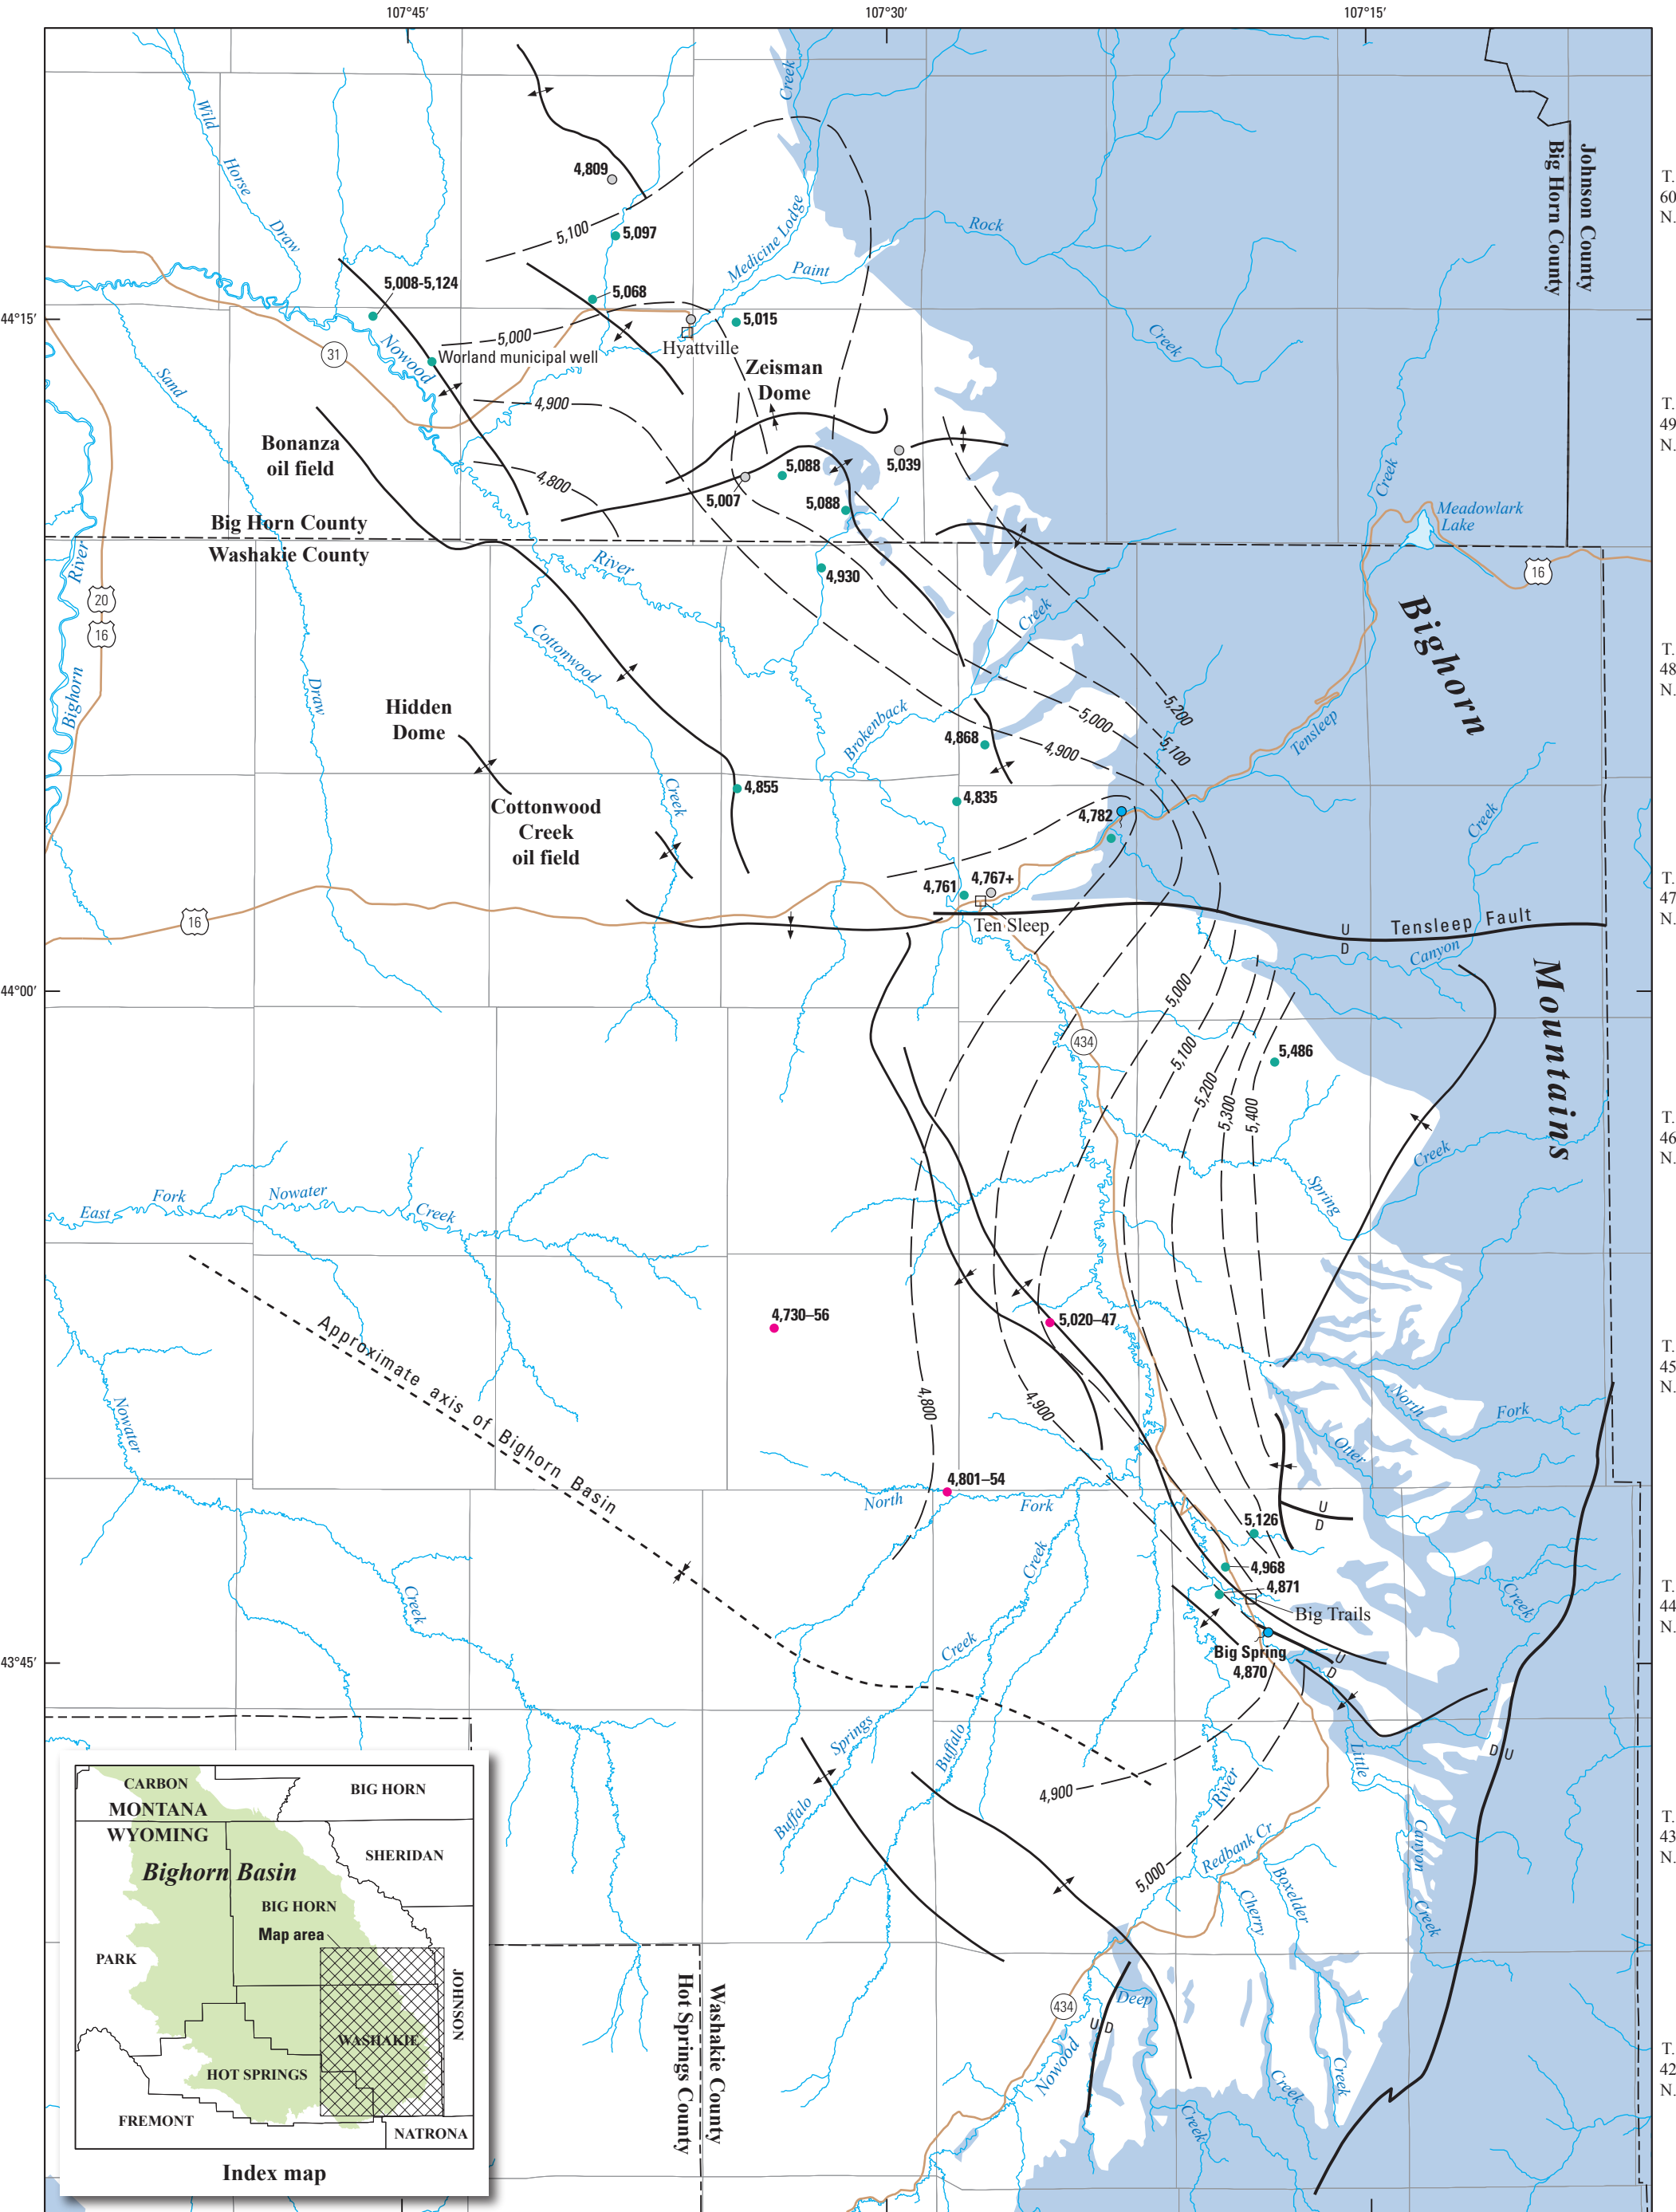 107°45′
107°30′
107°15′
Wild
Horse
Draw
Creek
4,809
5,100
5,097
Medicine Lodge
Rock
Paint
Johnson County
Big Horn County
T.
60
N.
5,008-5,124
5,068
5,015
44°15′
5,000
Hyattville
Creek
31
Nowood
Worland municipal well
Sand
Zeisman
Dome
4,900
T.
49
N.
Bonanza
oil field
5,088
5,039
4,800
5,007
5,088
Creek
Meadowlark
Lake
Big Horn County
Washakie County
River
River
4,930
16
20
16
Creek
Bighorn
Cottonwood
T.
48
N.
Bighorn
Draw
Hidden
Dome
Brokenback
5,200
5,000
5,100
4,868
4,900
Tensleep
Creek
4,855
4,835
Cottonwood
Creek
oil field
4,782
Creek
4,761
4,767+
T.
47
N.
16
Ten Sleep
U
D
Tensleep Fault
Canyon
Mountains
44°00′
5,000
434
5,100
5,486
5,200
5,300
5,400
T.
46
N.
Creek
Spring
East
Fork
Nowater
Creek
4,730–56
5,020–47
Approximate axis of Bighorn Basin
T.
45
N.
4,800
4,900
North
Fork
Nowater
Otter
4,801–54
North
Fork
U
D
5,126
Creek
4,968
4,871
Creek
Creek
T.
44
N.
Big Trails
Creek
Big Spring
4,870
U
D
43°45′
Springs
Buffalo
Little
D
U
4,900
Buffalo
River
Redbank Cr
Canyon
T.
43
N.
5,000
Boxelder
Cherry
Creek
CARBON
BIG HORN
MONTANA
WYOMING
SHERIDAN
Bighorn Basin
BIG HORN
Map area
PARK
JOHNSON
WASHAKIE
HOT SPRINGS
FREMONT
NATRONA
Index map
Washakie County
Hot Springs County
434
Deep
U
D
Nowood
Creek
Creek
Creek
T.
42
N.